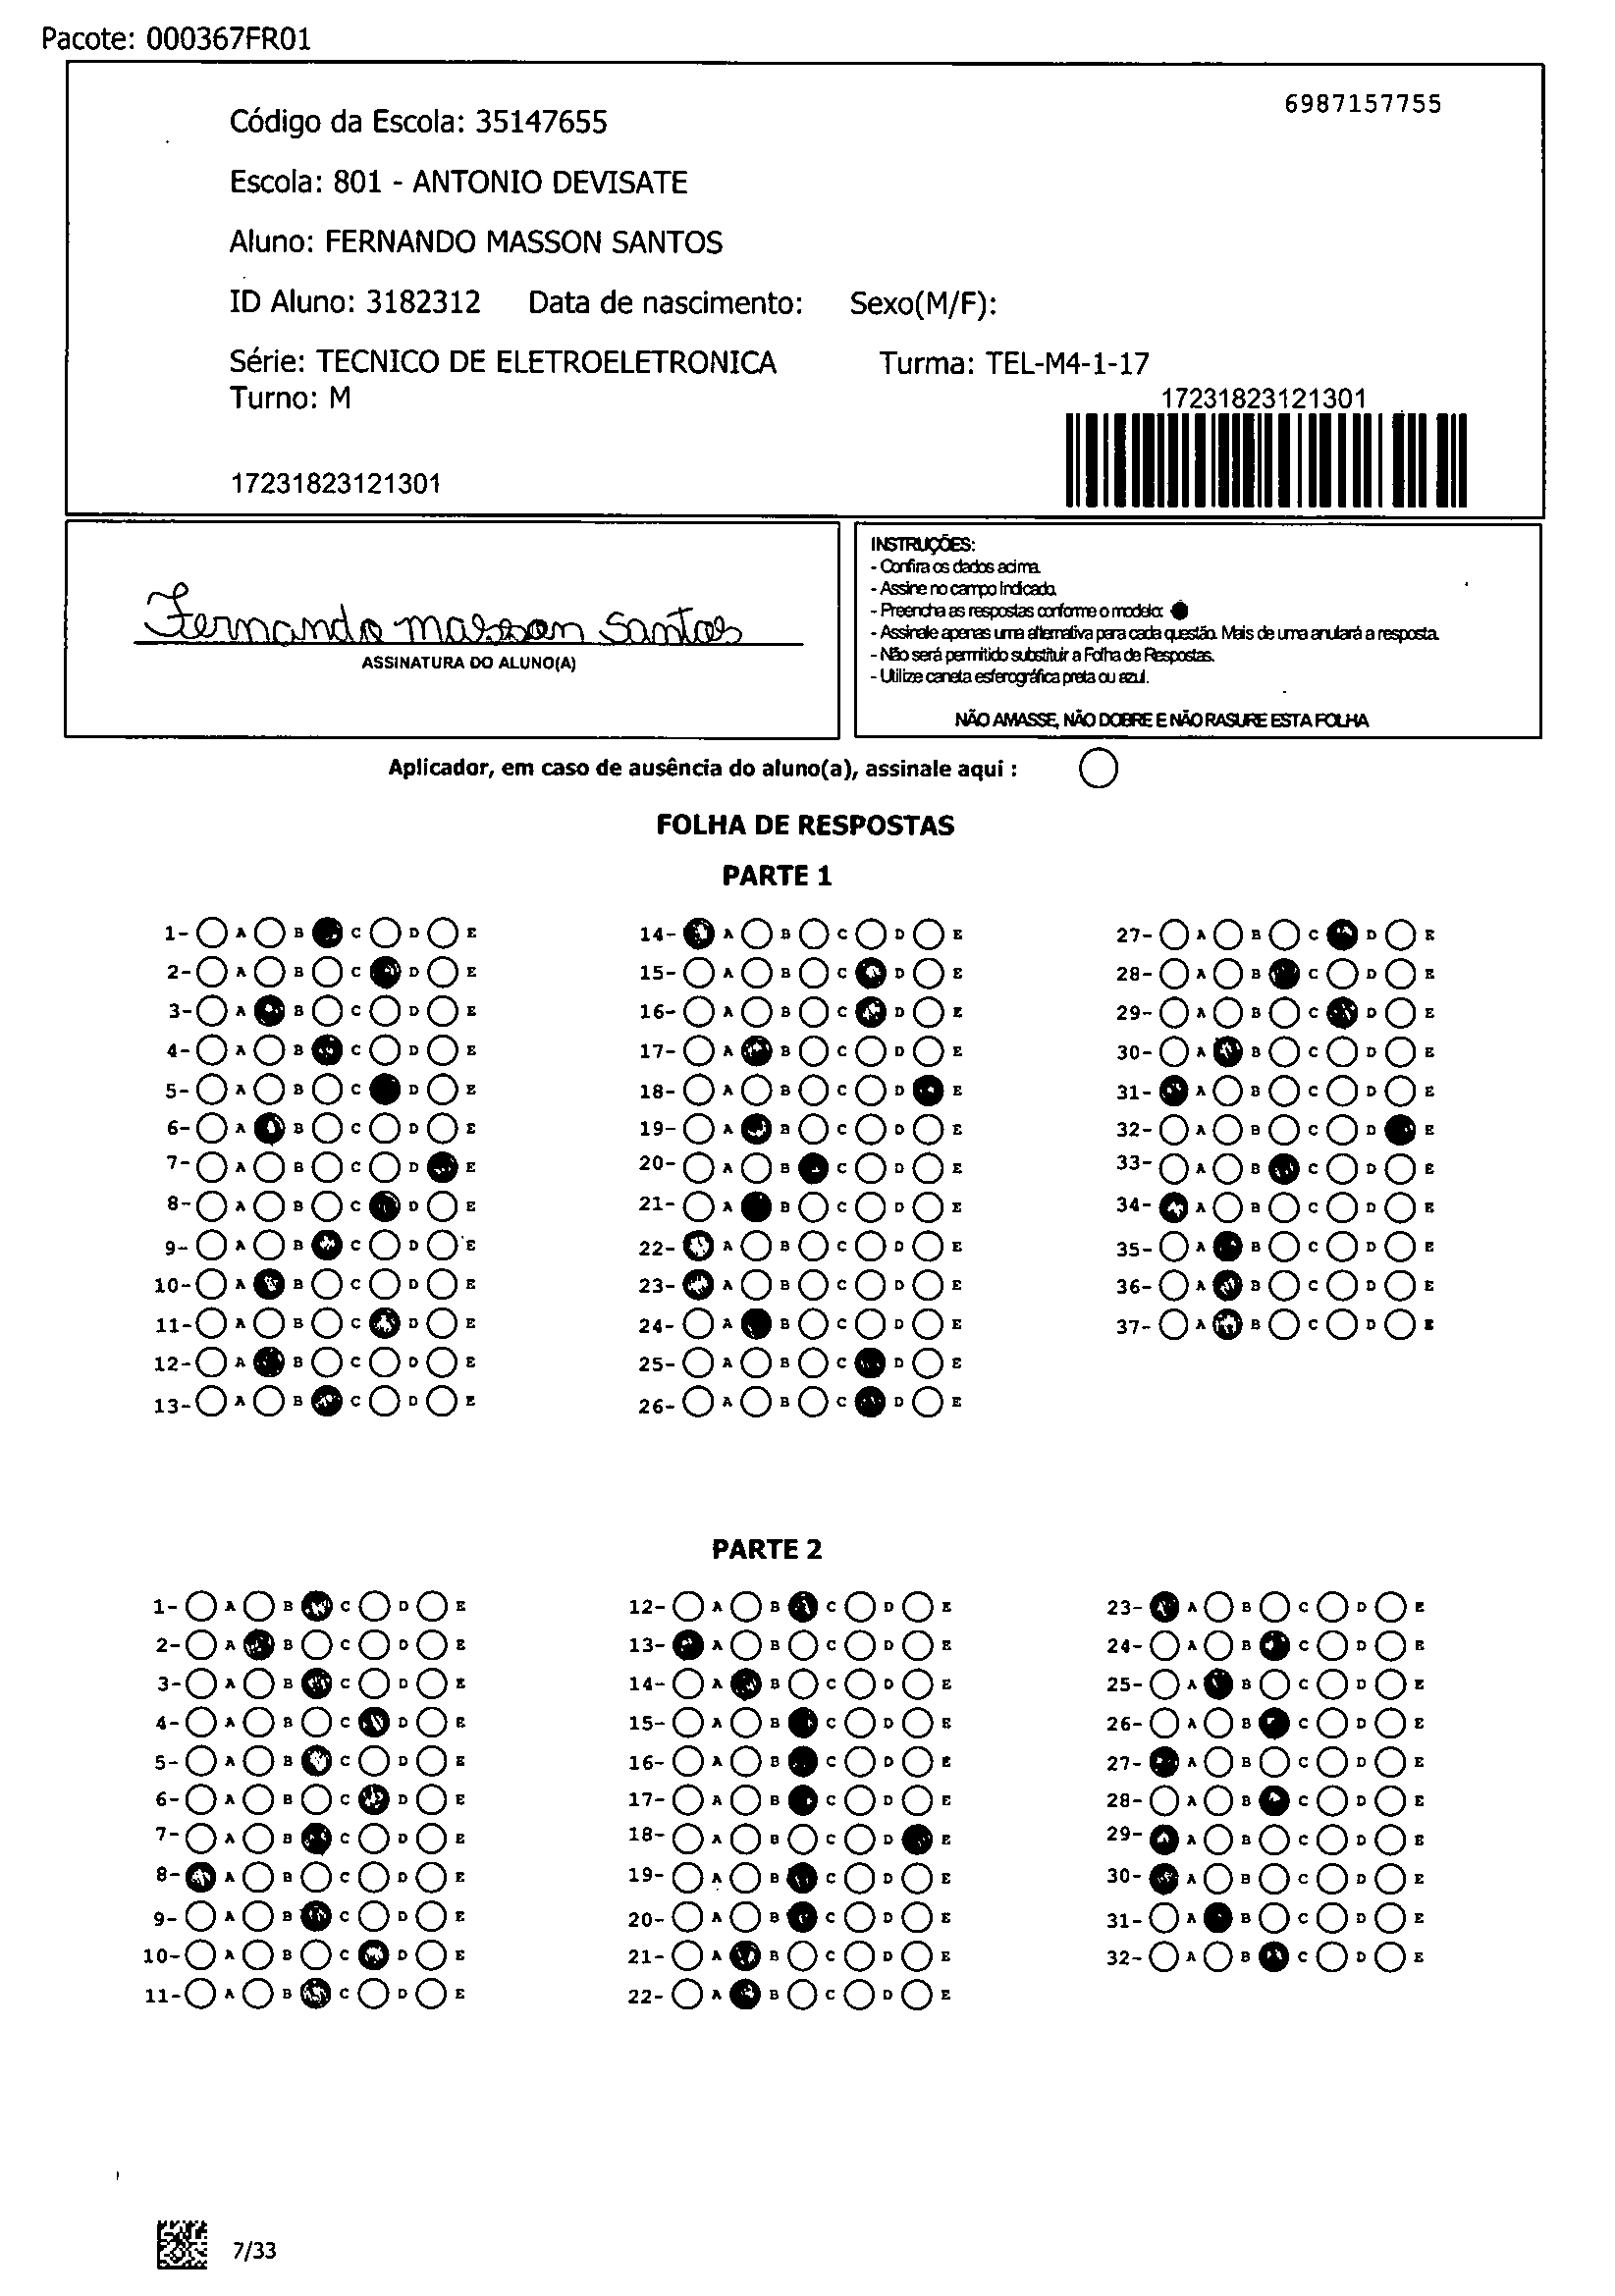 Pacote: 000367FR01
6987157755
Código da Escola: 35147655
Escola: 801 - ANTONIO DEVISATE
Aluno: FERNANDO MASSON SANTOS
ID Aluno: 3182312 Data de nascimento: Sexo(M/F):
Série: TECNICO DE ELETROELETRONICA Turma: TEL-M4-1-17
Turno: M
17231823121301
17231823121301
Fernando masson Santos
ASSINATURA DO ALUNO(A)
INSTRUÇÕES:
- Confira os dados acima.
- Assine no campo indicado.
- Preencha as respostas conforme o modelo:
- Assinale apenas uma alternativa para cada questão. Mais de uma anulará a resposta.
- Não será permitido substituir a Folha de Respostas.
- Utilize caneta esferográfica preta ou azul.
NÃO AMASSE, NÃO DOBRE E NÃO RASURE ESTA FOLHA
Aplicador, em caso de ausência do aluno(a), assinale aqui :
FOLHA DE RESPOSTAS
PARTE 1
1- A B C D E
2- A B C D E
3- A B C D E
4- A B C D E
5- A B C D E
6- A B C D E
7- A B C D E
8- A B C D E
9- A B C D E
10- A B C D E
11- A B C D E
12- A B C D E
13- A B C D E
14- A B C D E
15- A B C D E
16- A B C D E
17- A B C D E
18- A B C D E
19- A B C D E
20- A B C D E
21- A B C D E
22- A B C D E
23- A B C D E
24- A B C D E
25- A B C D E
26- A B C D E
27- A B C D E
28- A B C D E
29- A B C D E
30- A B C D E
31- A B C D E
32- A B C D E
33- A B C D E
34- A B C D E
35- A B C D E
36- A B C D E
37- A B C D E
PARTE 2
1- A B C D E
2- A B C D E
3- A B C D E
4- A B C D E
5- A B C D E
6- A B C D E
7- A B C D E
8- A B C D E
9- A B C D E
10- A B C D E
11- A B C D E
12- A B C D E
13- A B C D E
14- A B C D E
15- A B C D E
16- A B C D E
17- A B C D E
18- A B C D E
19- A B C D E
20- A B C D E
21- A B C D E
22- A B C D E
23- A B C D E
24- A B C D E
25- A B C D E
26- A B C D E
27- A B C D E
28- A B C D E
29- A B C D E
30- A B C D E
31- A B C D E
32- A B C D E
7/33